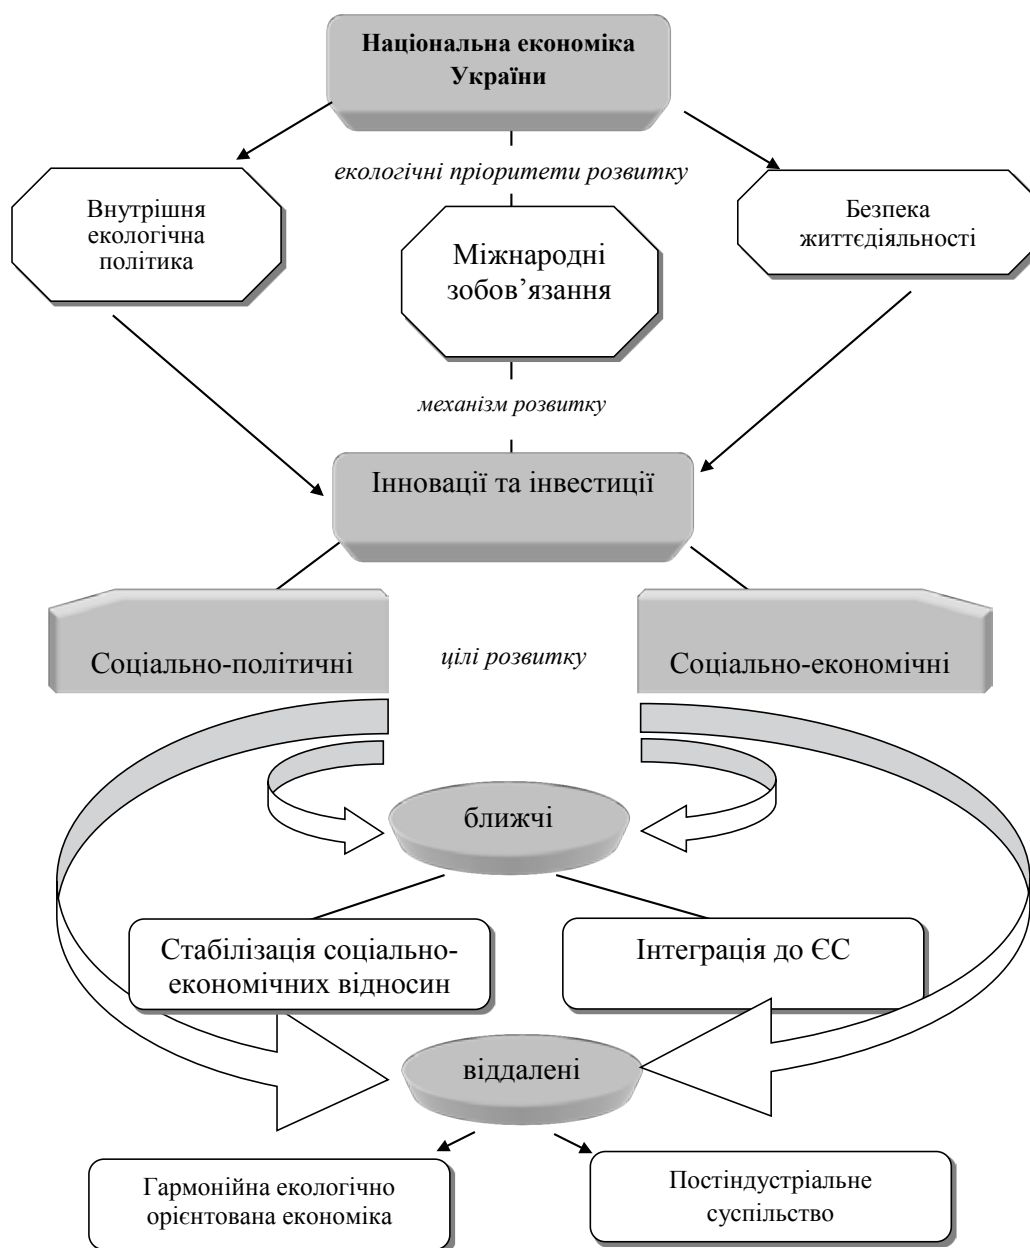 Національна економіка
України
екологічні пріоритети розвитку
Внутрішня
екологічна
політика
Міжнародні
зобов’язання
Безпека
життєдіяльності
механізм розвитку
Інновації та інвестиції
Соціально-політичні
цілі розвитку
Соціально-економічні
ближчі
Стабілізація соціально-
економічних відносин
Інтеграція до ЄС
віддалені
Гармонійна екологічно
орієнтована економіка
Постіндустріальне
суспільство